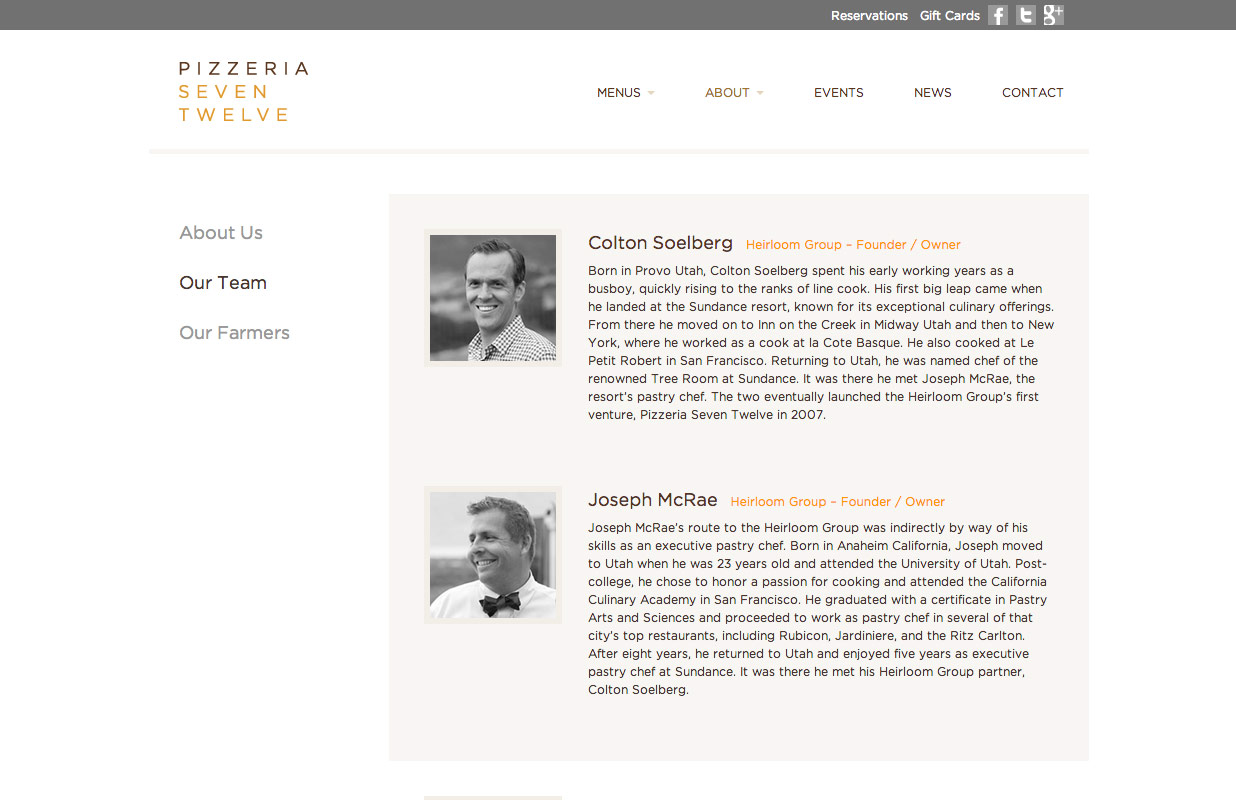 Reservations Gift Cards f t g+
PIZZERIA
SEVEN
TWELVE
MENUS ABOUT EVENTS NEWS CONTACT
About Us
Our Team
Our Farmers
Colton Soelberg Heirloom Group – Founder / Owner
Born in Provo Utah, Colton Soelberg spent his early working years as a
busboy, quickly rising to the ranks of line cook. His first big leap came when
he landed at the Sundance resort, known for its exceptional culinary offerings.
From there he moved on to Inn on the Creek in Midway Utah and then to New
York, where he worked as a cook at la Cote Basque. He also cooked at Le
Petit Robert in San Francisco. Returning to Utah, he was named chef of the
renowned Tree Room at Sundance. It was there he met Joseph McRae, the
resort's pastry chef. The two eventually launched the Heirloom Group's first
venture, Pizzeria Seven Twelve in 2007.
Joseph McRae Heirloom Group – Founder / Owner
Joseph McRae's route to the Heirloom Group was indirectly by way of his
skills as an executive pastry chef. Born in Anaheim California, Joseph moved
to Utah when he was 23 years old and attended the University of Utah. Post-
college, he chose to honor a passion for cooking and attended the California
Culinary Academy in San Francisco. He graduated with a certificate in Pastry
Arts and Sciences and proceeded to work as pastry chef in several of that
city's top restaurants, including Rubicon, Jardiniere, and the Ritz Carlton.
After eight years, he returned to Utah and enjoyed five years as executive
pastry chef at Sundance. It was there he met his Heirloom Group partner,
Colton Soelberg.